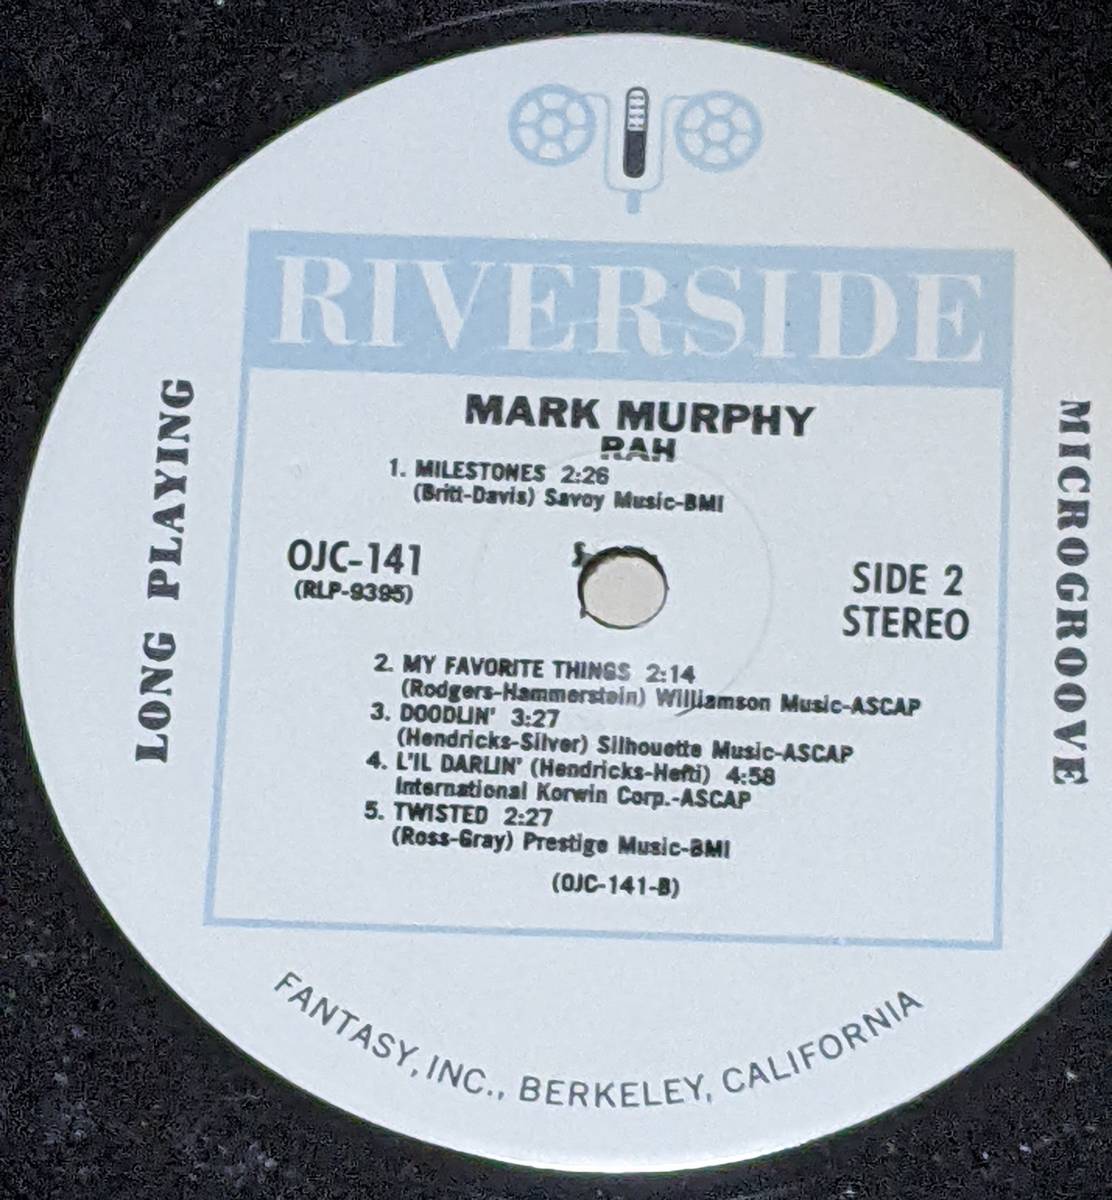 RIVERSIDE
MARK MURPHY
RAH
1. MILESTONES 2:26
(Britt-Davis) Savoy Music-BMI
OJC-141
(RLP-9395)
SIDE 2
STEREO
2. MY FAVORITE THINGS 2:14
(Rodgers-Hammerstein) Williamson Music-ASCAP
3. DOODLIN' 3:27
(Hendricks-Silver) Silhouette Music-ASCAP
4. L'IL DARLIN' (Hendricks-Hefti) 4:58
International Korwin Corp.-ASCAP
5. TWISTED 2:27
(Ross-Gray) Prestige Music-BMI
(OJC-141-B)
LONG PLAYING
MICROGROOVE
FANTASY, INC., BERKELEY, CALIFORNIA